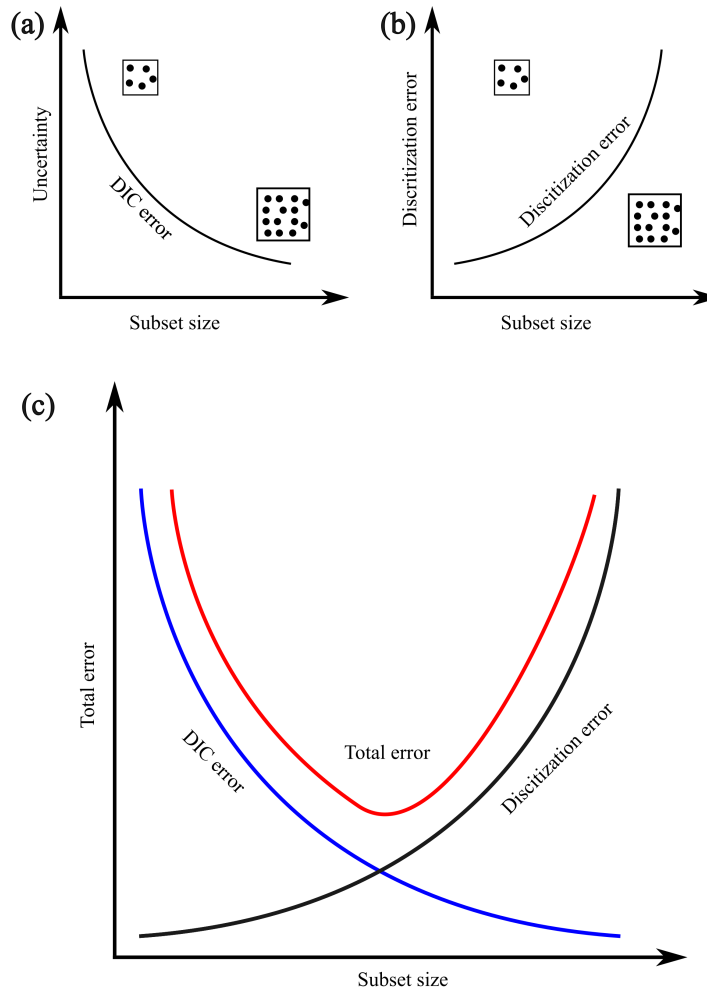 (a)
Uncertainty
DIC error
Subset size
(b)
Discritization error
Discitization error
Subset size
(c)
Total error
DIC error
Total error
Discitization error
Subset size